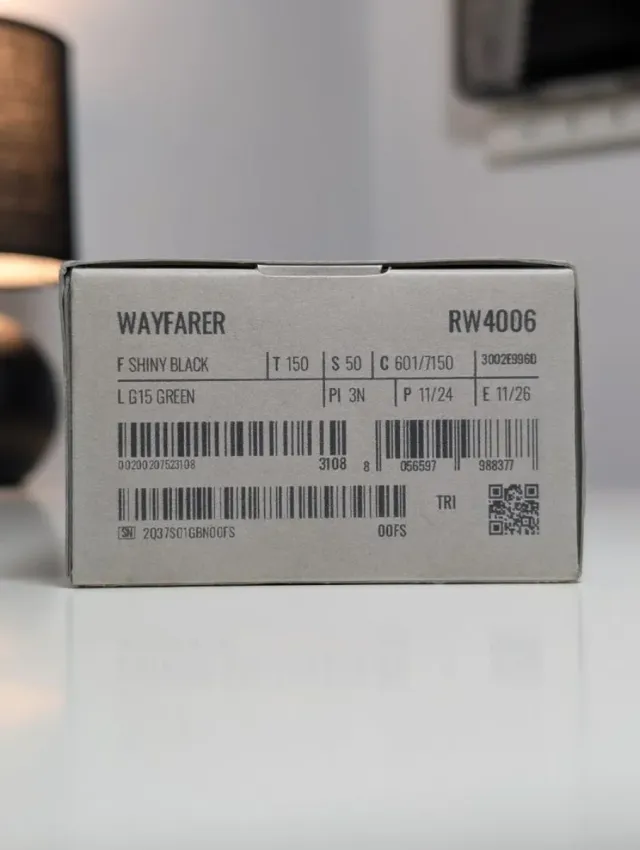 WAYFARER RW4006
F SHINY BLACK T 150 S 50 C 601/7150 3002E9960
L G15 GREEN PI 3N P 11/24 E 11/26
00200207523108 3108 8 056597 988377
TRI
SN 2Q37S01GBN00FS 00FS